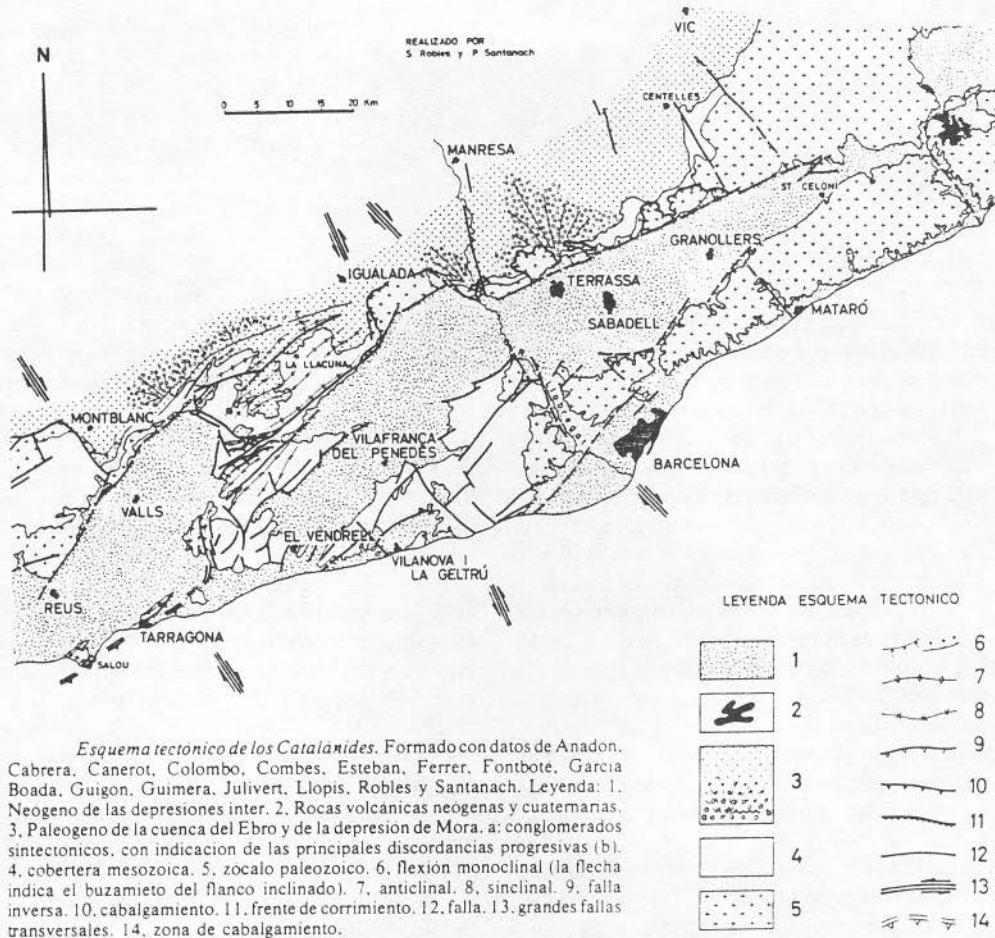 N
REALIZADO POR
S. Robles y P. Santanach
0 5 10 15 20 Km
VIC
CENTELLES
MANRESA
ST. CELONI
GRANOLLERS
IGUALADA
TERRASSA
SABADELL
MATARÓ
LA LLACUNA
MONTBLANC
VILAFRANCA
DEL PENEDÈS
BARCELONA
VALLS
EL VENDRELL
VILANOVA I
LA GELTRÚ
REUS
TARRAGONA
SALOU
LEYENDA ESQUEMA TECTONICO
1
2
3
4
5
6
7
8
9
10
11
12
13
14
Esquema tectónico de los Catalánides. Formado con datos de Anadon,
Cabrera, Canerot, Colombo, Combes, Esteban, Ferrer, Fontboté, Garcia
Boada, Guigon, Guimera, Julivert, Llopis, Robles y Santanach. Leyenda: 1,
Neógeno de las depresiones inter. 2, Rocas volcánicas neógenas y cuaternarias.
3, Paleogeno de la cuenca del Ebro y de la depresión de Mora. a: conglomerados
sintectonicos, con indicación de las principales discordancias progresivas (b).
4, cobertera mesozoica. 5, zócalo paleozoico. 6, flexión monoclinal (la flecha
indica el buzamieto del flanco inclinado). 7, anticlinal. 8, sinclinal. 9, falla
inversa. 10, cabalgamiento. 11, frente de corrimiento. 12, falla. 13, grandes fallas
transversales. 14, zona de cabalgamiento.